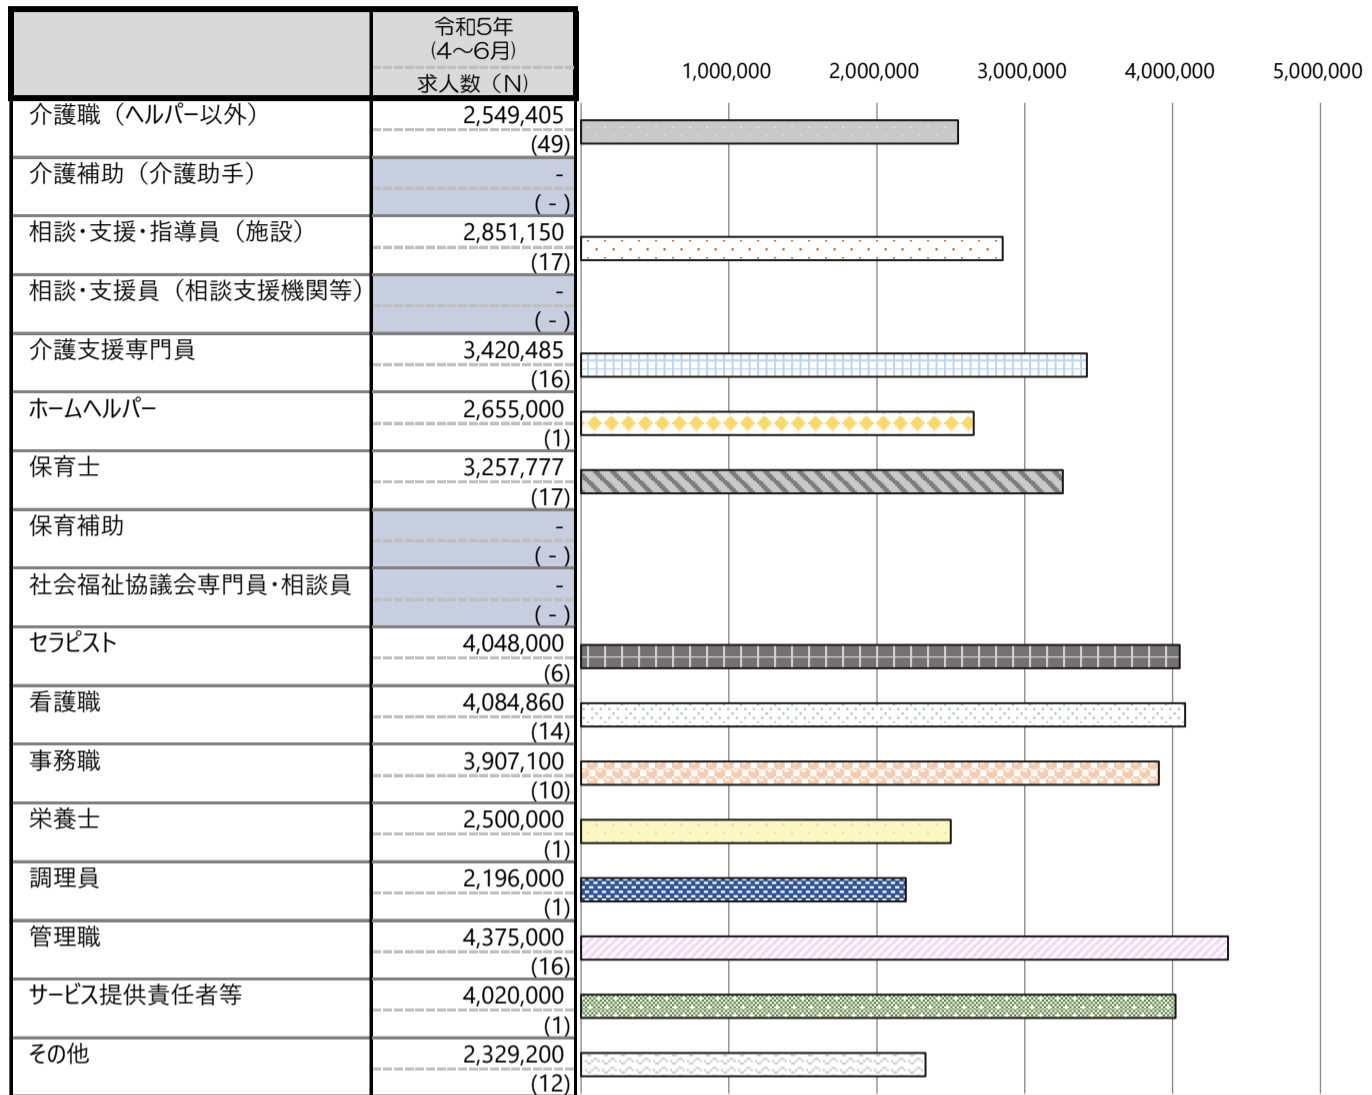 令和5年
(4〜6月)
求人数（N）
1,000,000 2,000,000 3,000,000 4,000,000 5,000,000
介護職（ヘルパー以外） 2,549,405
(49)
介護補助（介護助手） -
( - )
相談・支援・指導員（施設） 2,851,150
(17)
相談・支援員（相談支援機関等） -
( - )
介護支援専門員 3,420,485
(16)
ホームヘルパー 2,655,000
(1)
保育士 3,257,777
(17)
保育補助 -
( - )
社会福祉協議会専門員・相談員 -
( - )
セラピスト 4,048,000
(6)
看護職 4,084,860
(14)
事務職 3,907,100
(10)
栄養士 2,500,000
(1)
調理員 2,196,000
(1)
管理職 4,375,000
(16)
サービス提供責任者等 4,020,000
(1)
その他 2,329,200
(12)